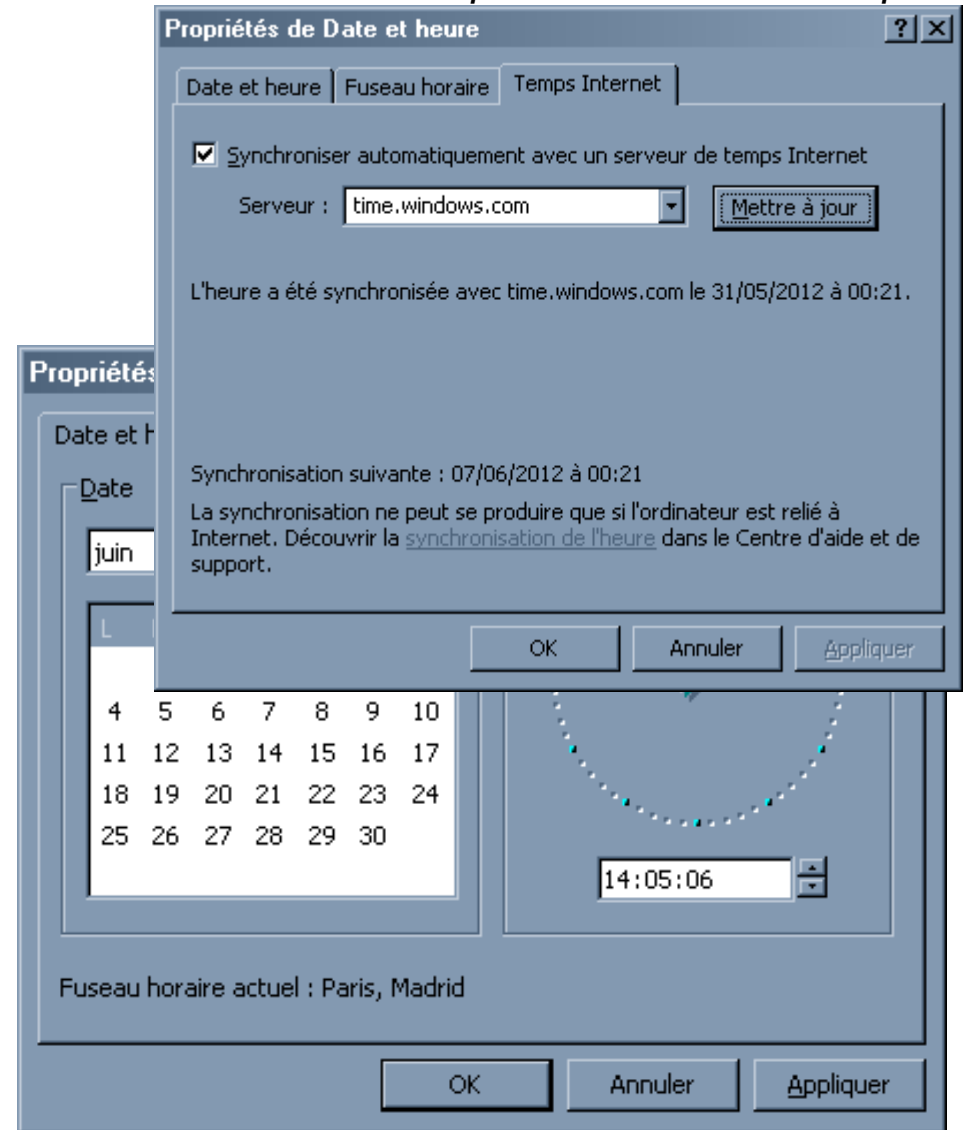 Propriétés de Date et heure
Date et heure
Fuseau horaire
Temps Internet
Synchroniser automatiquement avec un serveur de temps Internet
Serveur : time.windows.com
Mettre à jour
L'heure a été synchronisée avec time.windows.com le 31/05/2012 à 00:21.
Synchronisation suivante : 07/06/2012 à 00:21
La synchronisation ne peut se produire que si l'ordinateur est relié à
Internet. Découvrir la synchronisation de l'heure dans le Centre d'aide et de
support.
OK
Annuler
Appliquer
Propriétés
Date et
Date
juin
L
4 5 6 7 8 9 10
11 12 13 14 15 16 17
18 19 20 21 22 23 24
25 26 27 28 29 30
14:05:06
Fuseau horaire actuel : Paris, Madrid
OK
Annuler
Appliquer